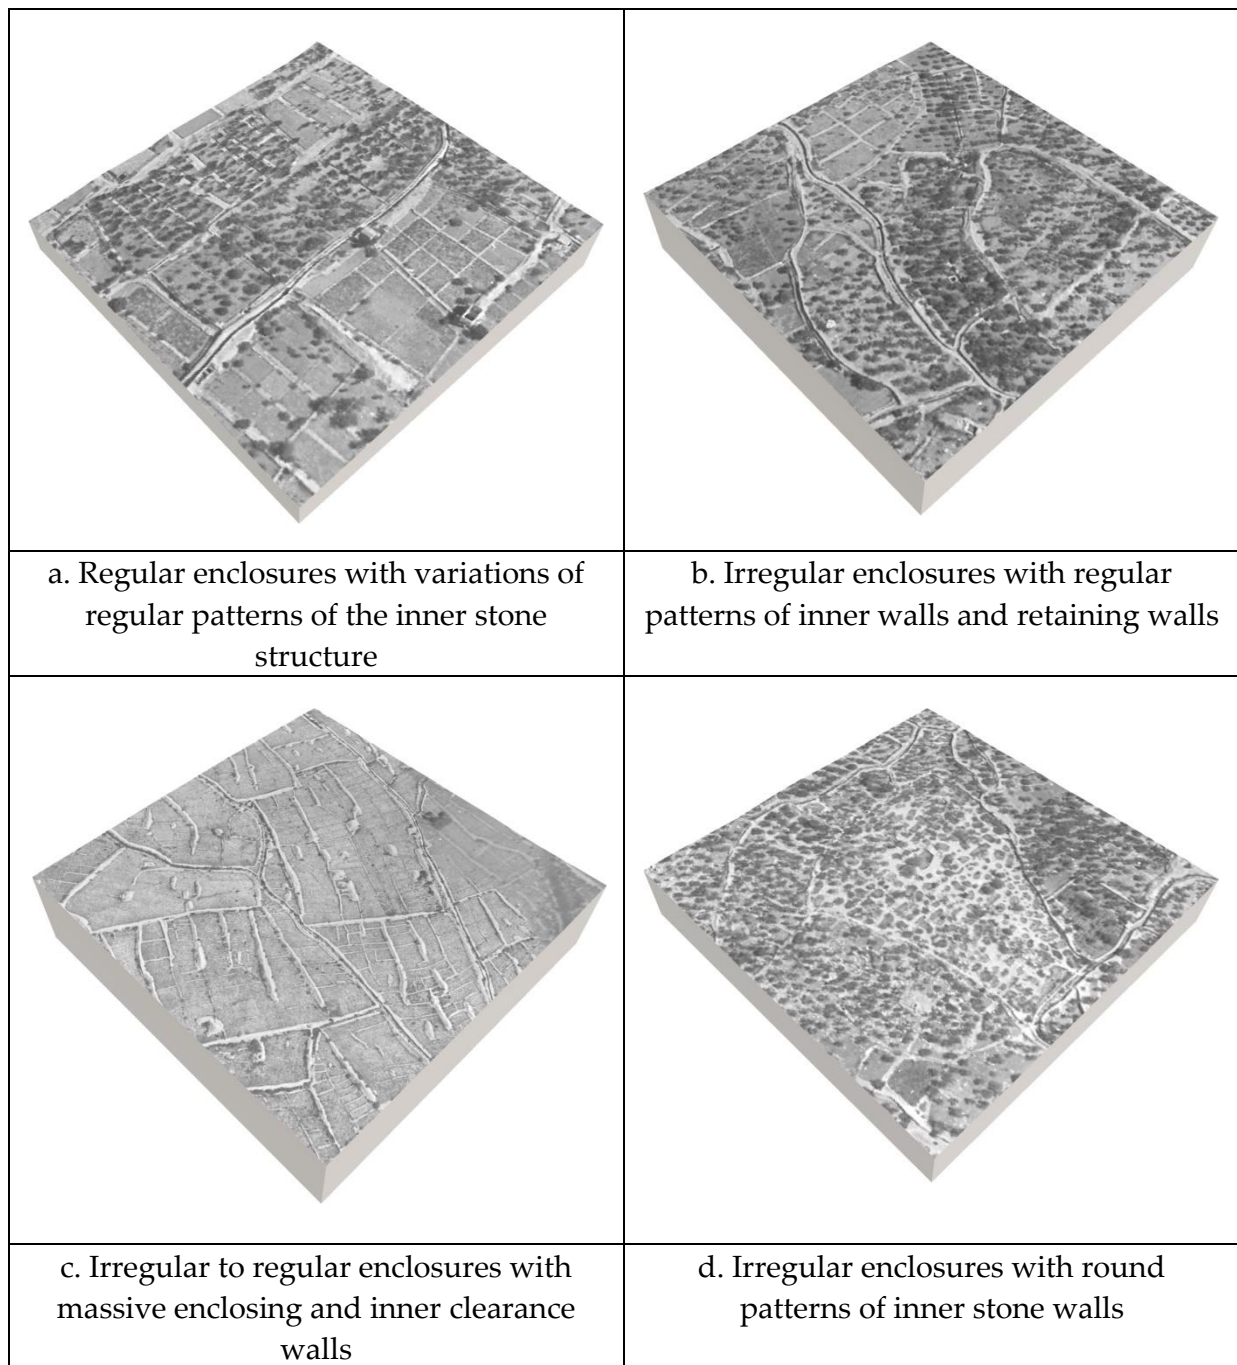 a. Regular enclosures with variations of
regular patterns of the inner stone
structure
b. Irregular enclosures with regular
patterns of inner walls and retaining walls
c. Irregular to regular enclosures with
massive enclosing and inner clearance
walls
d. Irregular enclosures with round
patterns of inner stone walls